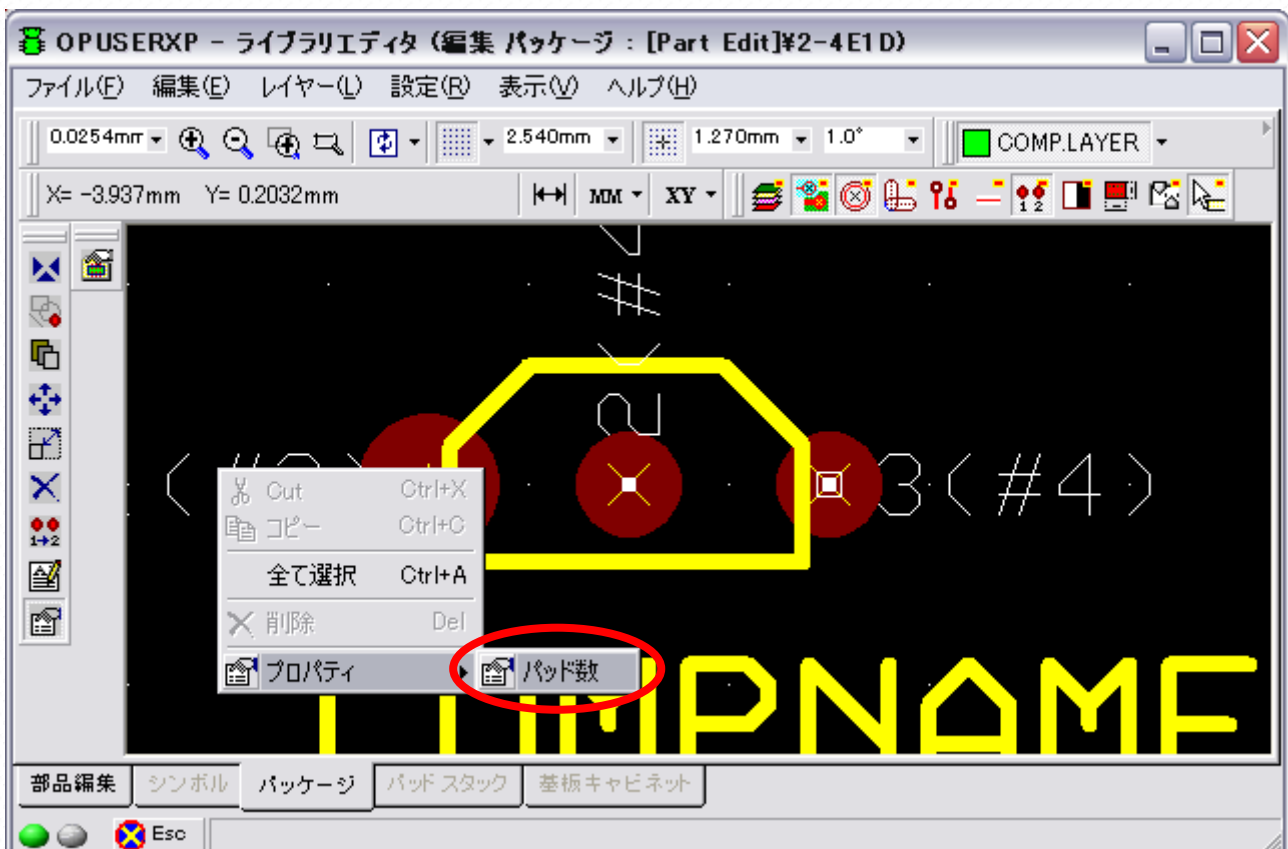 OPUSERXP - ライブラリエディタ (編集 パッケージ : [Part Edit]¥2-4E1D)
ファイル(F) 編集(E) レイヤー(L) 設定(R) 表示(V) ヘルプ(H)
0.0254mm 2.540mm 1.270mm 1.0° COMP.LAYER
X= -3.937mm Y= 0.2032mm MM XY
2(#
3(#4)
Cut Ctrl+X
コピー Ctrl+C
全て選択 Ctrl+A
削除 Del
プロパティ パッド数
COMPNAME
部品編集 シンボル パッケージ パッド スタック 基板キャビネット
Esc